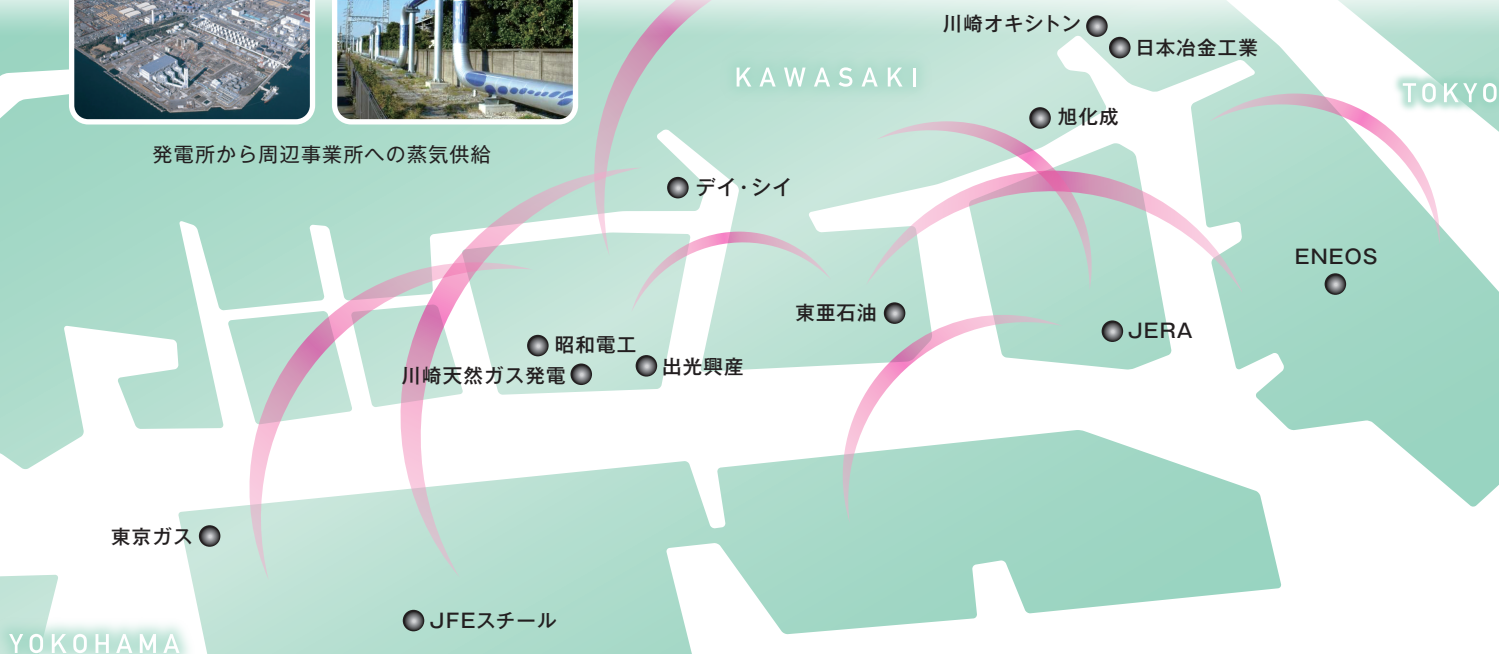 川崎オキシトン
日本冶金工業
KAWASAKI
TOKYO
旭化成
発電所から周辺事業所への蒸気供給
デイ・シイ
ENEOS
東亜石油
JERA
昭和電工
出光興産
川崎天然ガス発電
東京ガス
JFEスチール
YOKOHAMA